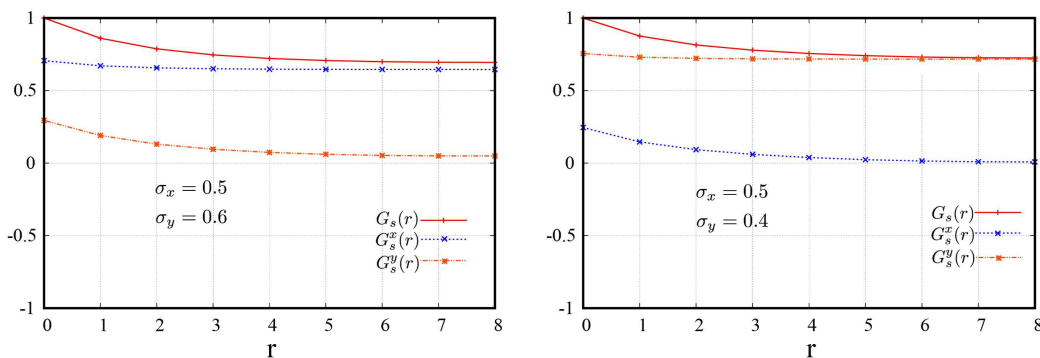 1
0.5
0
-0.5
-1
0 1 2 3 4 5 6 7 8
r
σ_x = 0.5
σ_y = 0.6
G_s(r)
G_s^x(r)
G_s^y(r)
1
0.5
0
-0.5
-1
0 1 2 3 4 5 6 7 8
r
σ_x = 0.5
σ_y = 0.4
G_s(r)
G_s^x(r)
G_s^y(r)